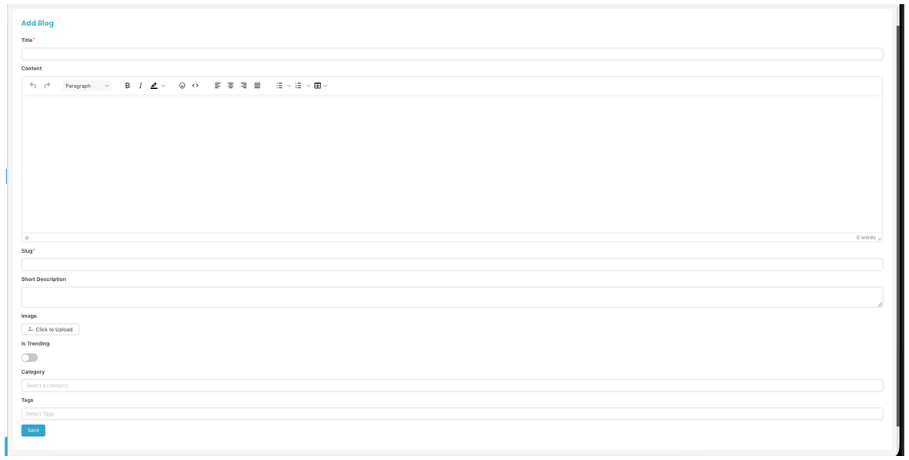 Add Blog
Title*
Content
Paragraph B I
P
0 words
Slug*
Short Description
Image
Click to Upload
Is Trending
Category
Select a category
Tags
Select Tags
Save